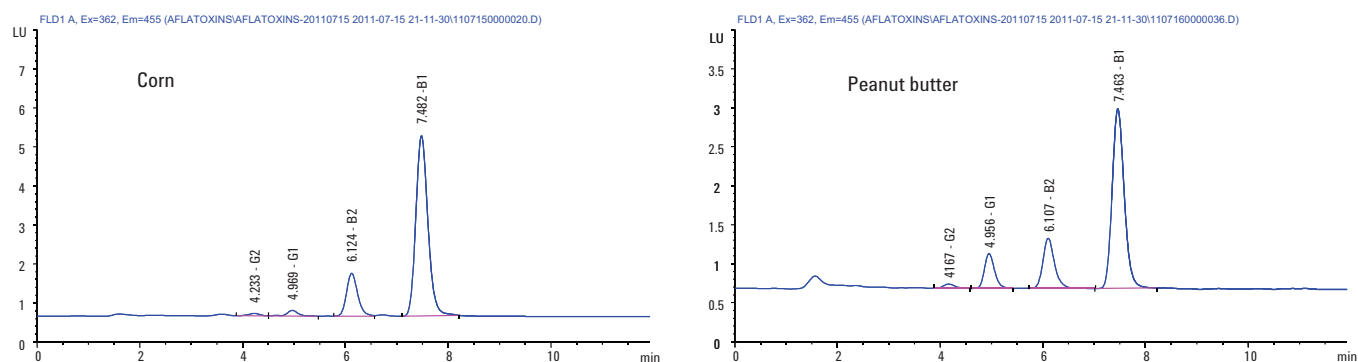 FLD1 A, Ex=362, Em=455 (AFLATOXINS\AFLATOXINS-20110715 2011-07-15 21-11-30\1107150000020.D)
LU
7
6
5
4
3
2
1
0
Corn
4.233 - G2
4.969 - G1
6.124 - B2
7.482 - B1
0
2
4
6
8
10
min
FLD1 A, Ex=362, Em=455 (AFLATOXINS\AFLATOXINS-20110715 2011-07-15 21-11-30\1107160000036.D)
LU
3.5
3
2.5
2
1.5
1
0.5
0
Peanut butter
4167 - G2
4.956 - G1
6.107 - B2
7.463 - B1
0
2
4
6
8
10
min